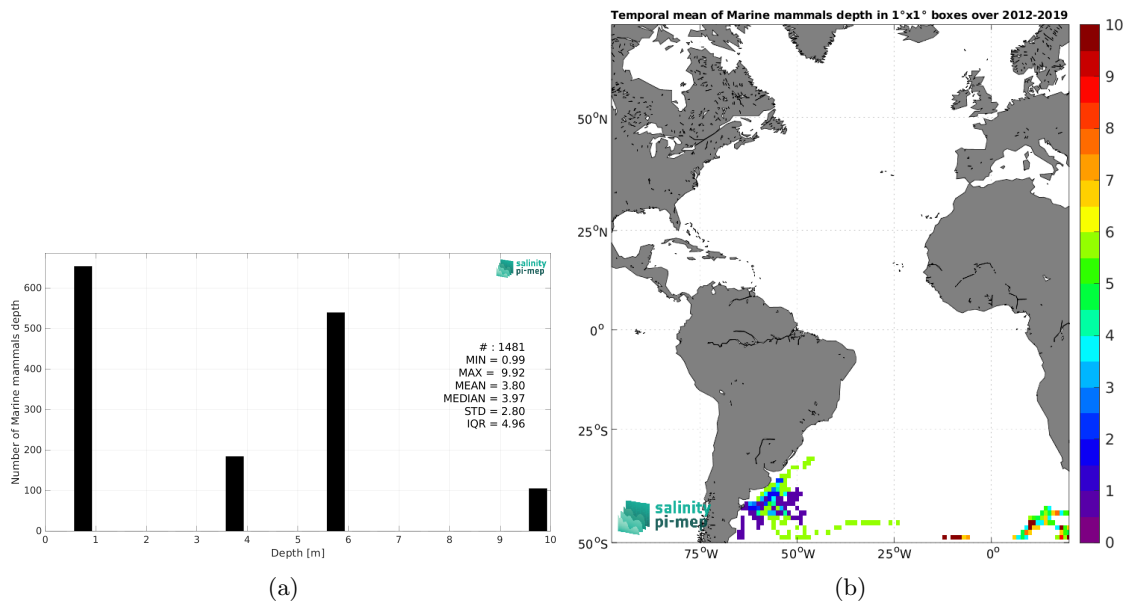 Temporal mean of Marine mammals depth in 1°x1° boxes over 2012-2019
salinity
pi-mep
Number of Marine mammals depth
600
500
400
300
200
100
0
# : 1481
MIN = 0.99
MAX = 9.92
MEAN = 3.80
MEDIAN = 3.97
STD = 2.80
IQR = 4.96
0 1 2 3 4 5 6 7 8 9 10
Depth [m]
(a)
50°N
25°N
0°
25°S
50°S
salinity
pi-mep
75°W 50°W 25°W 0°
10
9
8
7
6
5
4
3
2
1
0
(b)